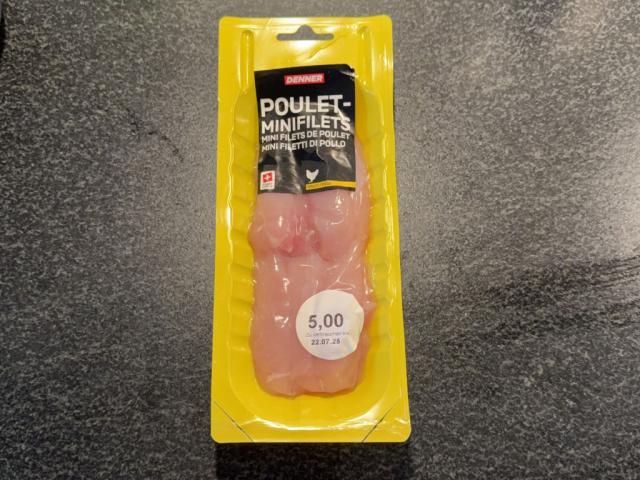 DENNER
POULET-
MINIFILETS
MINI FILETS DE POULET
MINI FILETTI DI POLLO
5,00
22.07.25